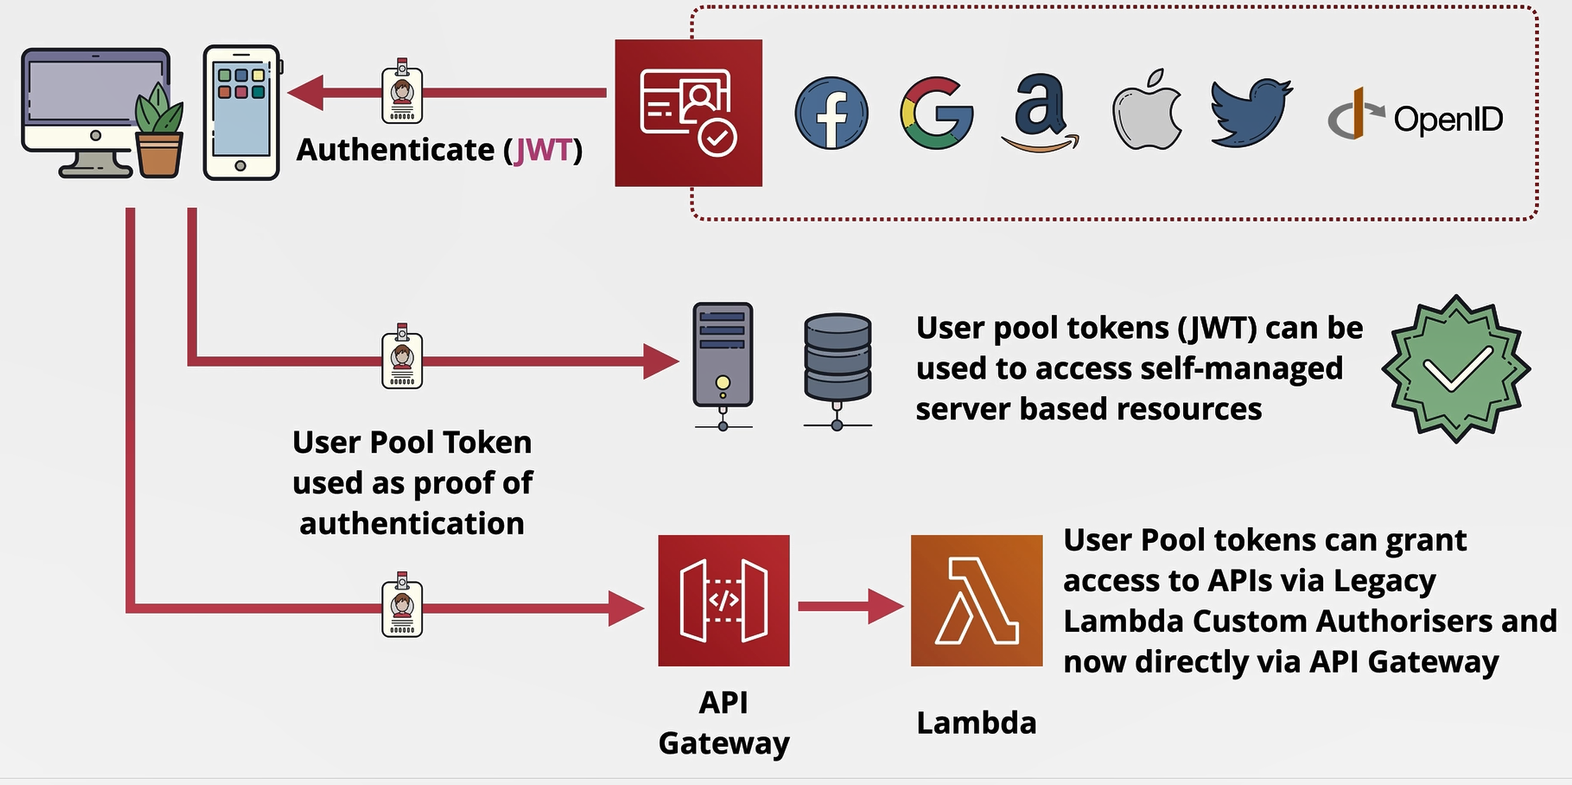 Authenticate (JWT)
OpenID
User pool tokens (JWT) can be
used to access self-managed
server based resources
User Pool Token
used as proof of
authentication
User Pool tokens can grant
access to APIs via Legacy
Lambda Custom Authorisers and
now directly via API Gateway
API
Gateway
Lambda